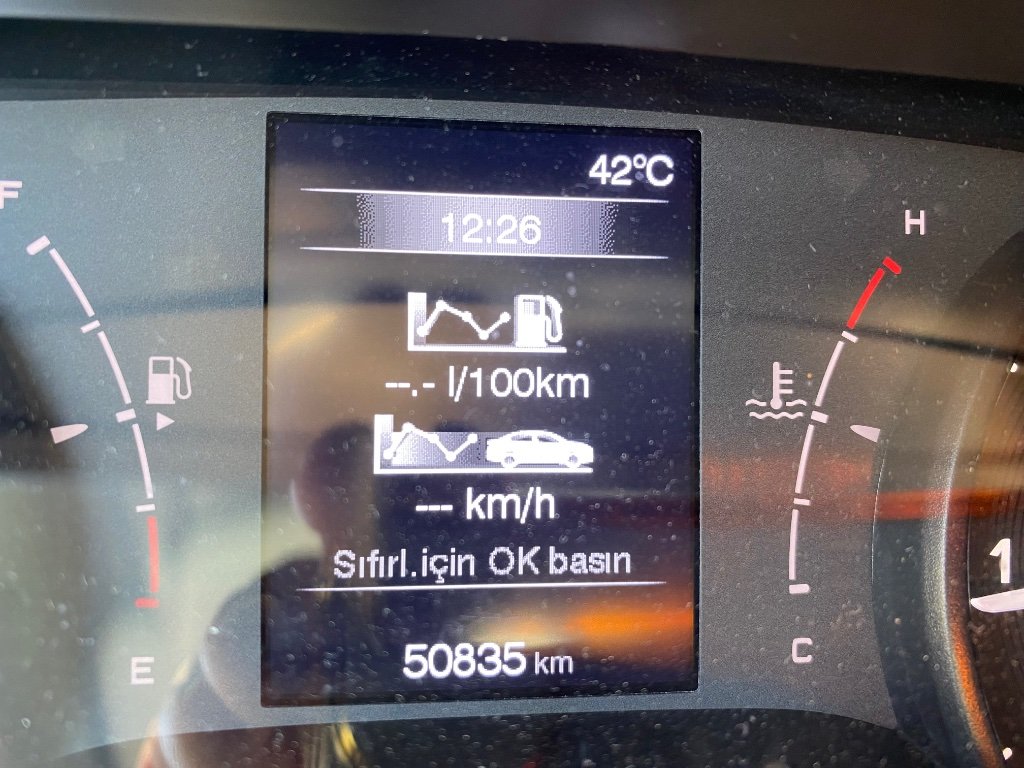 42°C
F
12:26
H
--.- l/100km
--- km/h
Sıfırl.için OK basın
1
E
50835 km
C